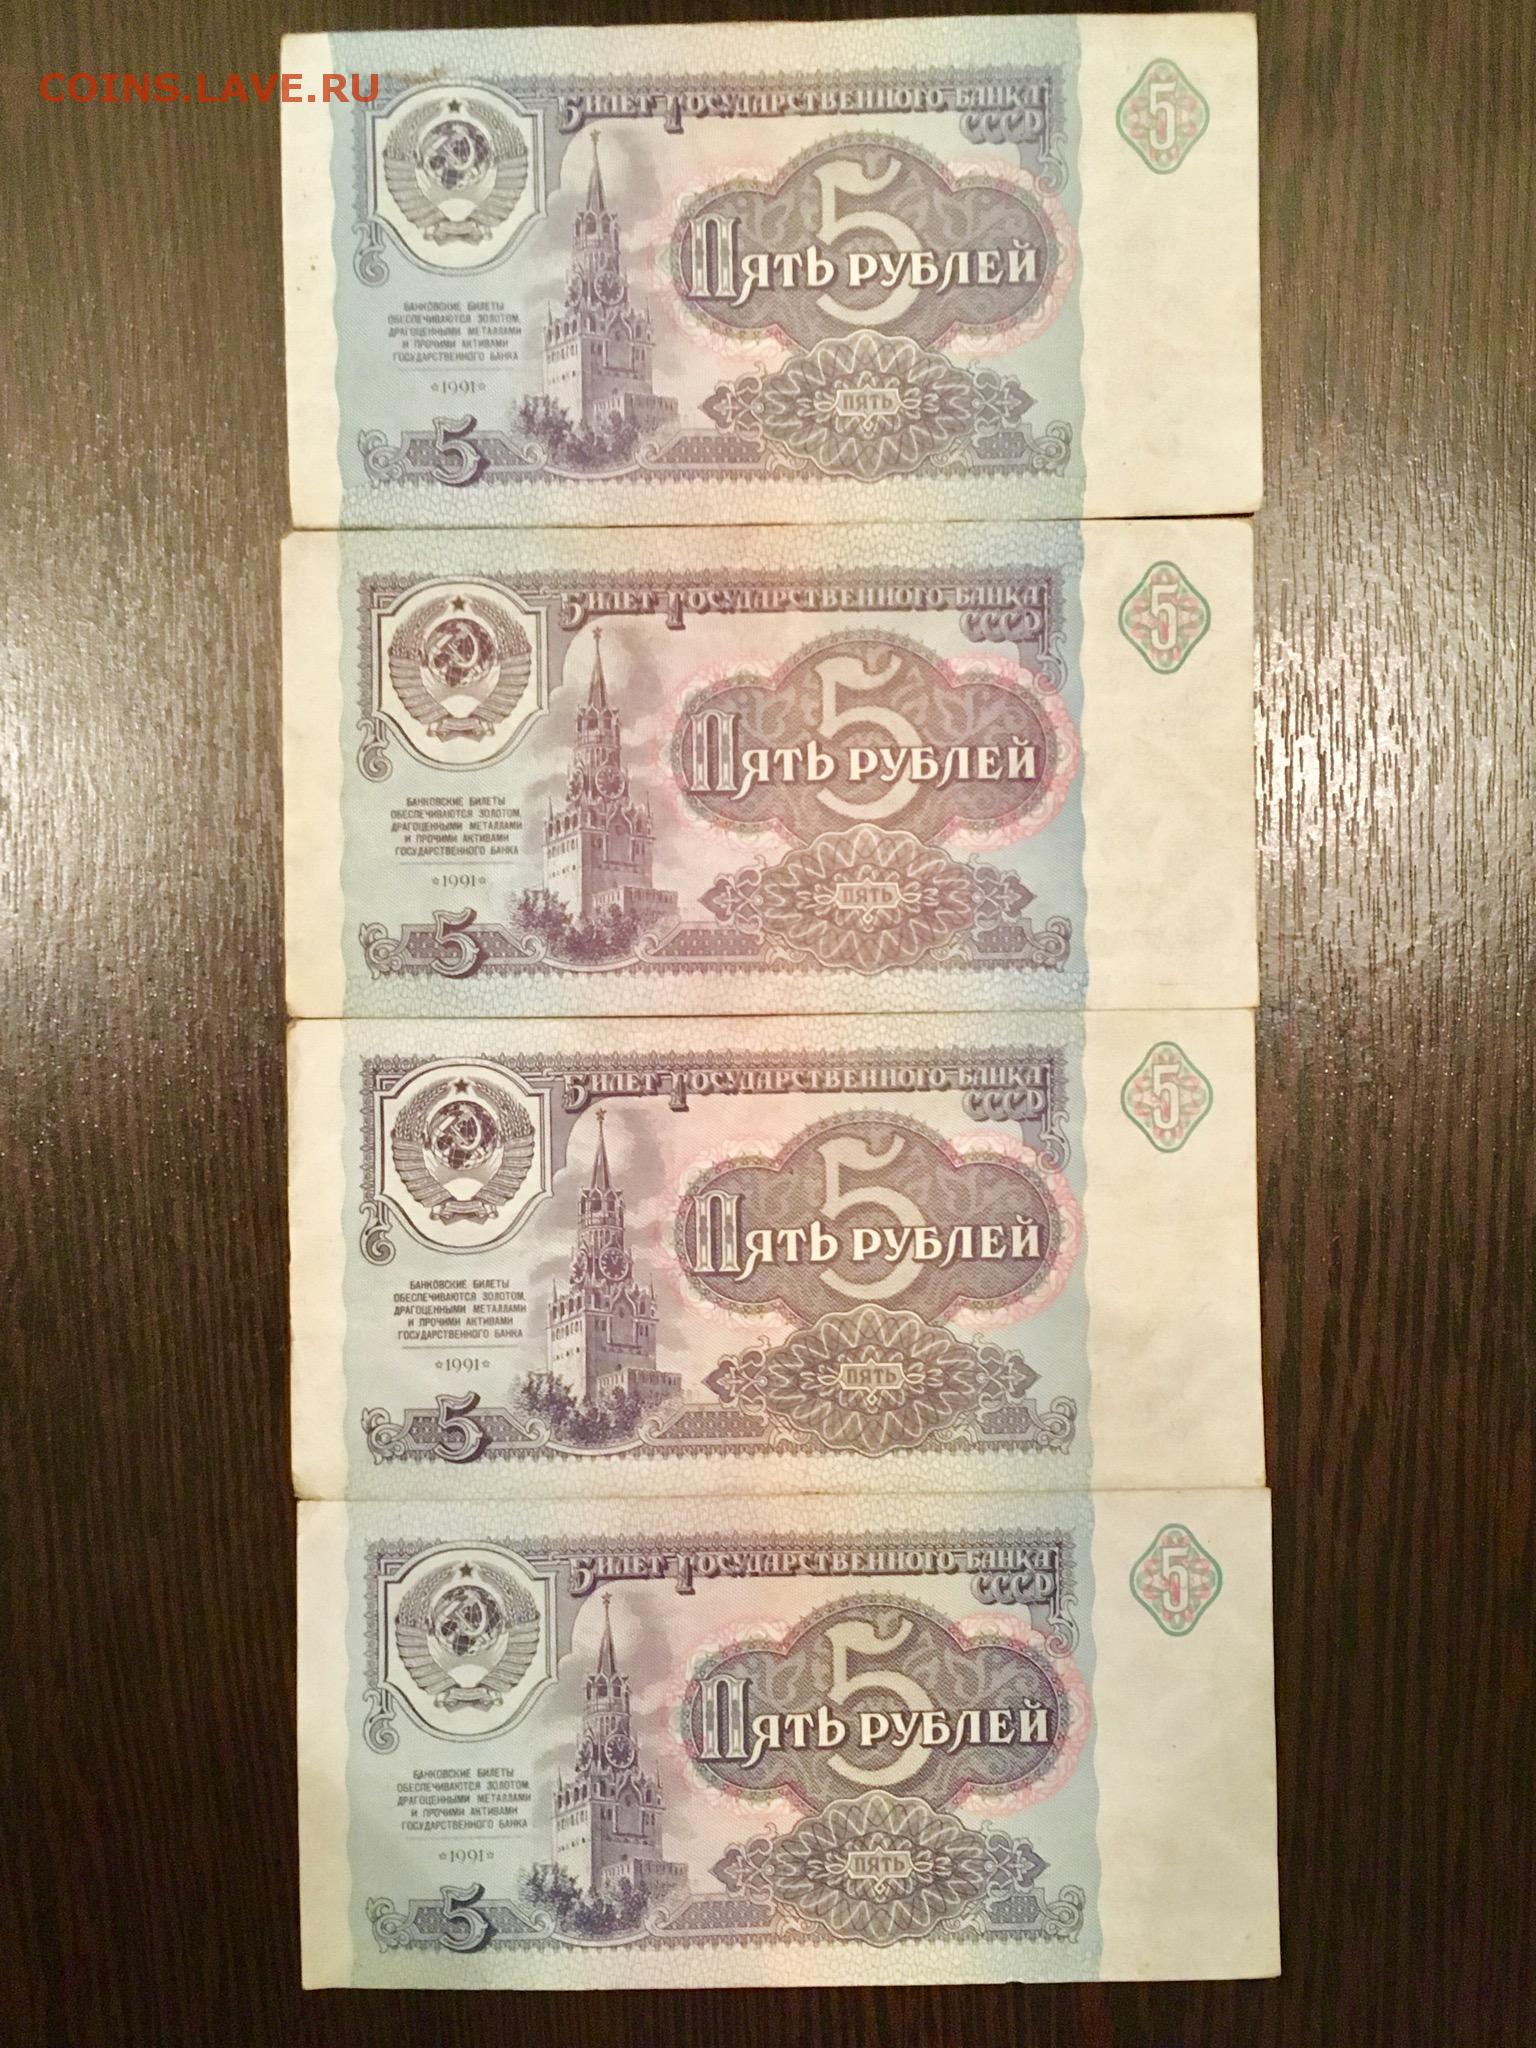 COINS.LAVE.RU
БИЛЕТ ГОСУДАРСТВЕННОГО БАНКА
СССР
5
5
ПЯТЬ РУБЛЕЙ
БАНКОВСКИЕ БИЛЕТЫ
ОБЕСПЕЧИВАЮТСЯ ЗОЛОТОМ,
ДРАГОЦЕННЫМИ МЕТАЛЛАМИ
И ПРОЧИМИ АКТИВАМИ
ГОСУДАРСТВЕННОГО БАНКА
*1991*
ПЯТЬ
5
БИЛЕТ ГОСУДАРСТВЕННОГО БАНКА
СССР
5
5
ПЯТЬ РУБЛЕЙ
БАНКОВСКИЕ БИЛЕТЫ
ОБЕСПЕЧИВАЮТСЯ ЗОЛОТОМ,
ДРАГОЦЕННЫМИ МЕТАЛЛАМИ
И ПРОЧИМИ АКТИВАМИ
ГОСУДАРСТВЕННОГО БАНКА
*1991*
ПЯТЬ
5
БИЛЕТ ГОСУДАРСТВЕННОГО БАНКА
СССР
5
5
ПЯТЬ РУБЛЕЙ
БАНКОВСКИЕ БИЛЕТЫ
ОБЕСПЕЧИВАЮТСЯ ЗОЛОТОМ,
ДРАГОЦЕННЫМИ МЕТАЛЛАМИ
И ПРОЧИМИ АКТИВАМИ
ГОСУДАРСТВЕННОГО БАНКА
*1991*
ПЯТЬ
5
БИЛЕТ ГОСУДАРСТВЕННОГО БАНКА
СССР
5
5
ПЯТЬ РУБЛЕЙ
БАНКОВСКИЕ БИЛЕТЫ
ОБЕСПЕЧИВАЮТСЯ ЗОЛОТОМ,
ДРАГОЦЕННЫМИ МЕТАЛЛАМИ
И ПРОЧИМИ АКТИВАМИ
ГОСУДАРСТВЕННОГО БАНКА
*1991*
ПЯТЬ
5